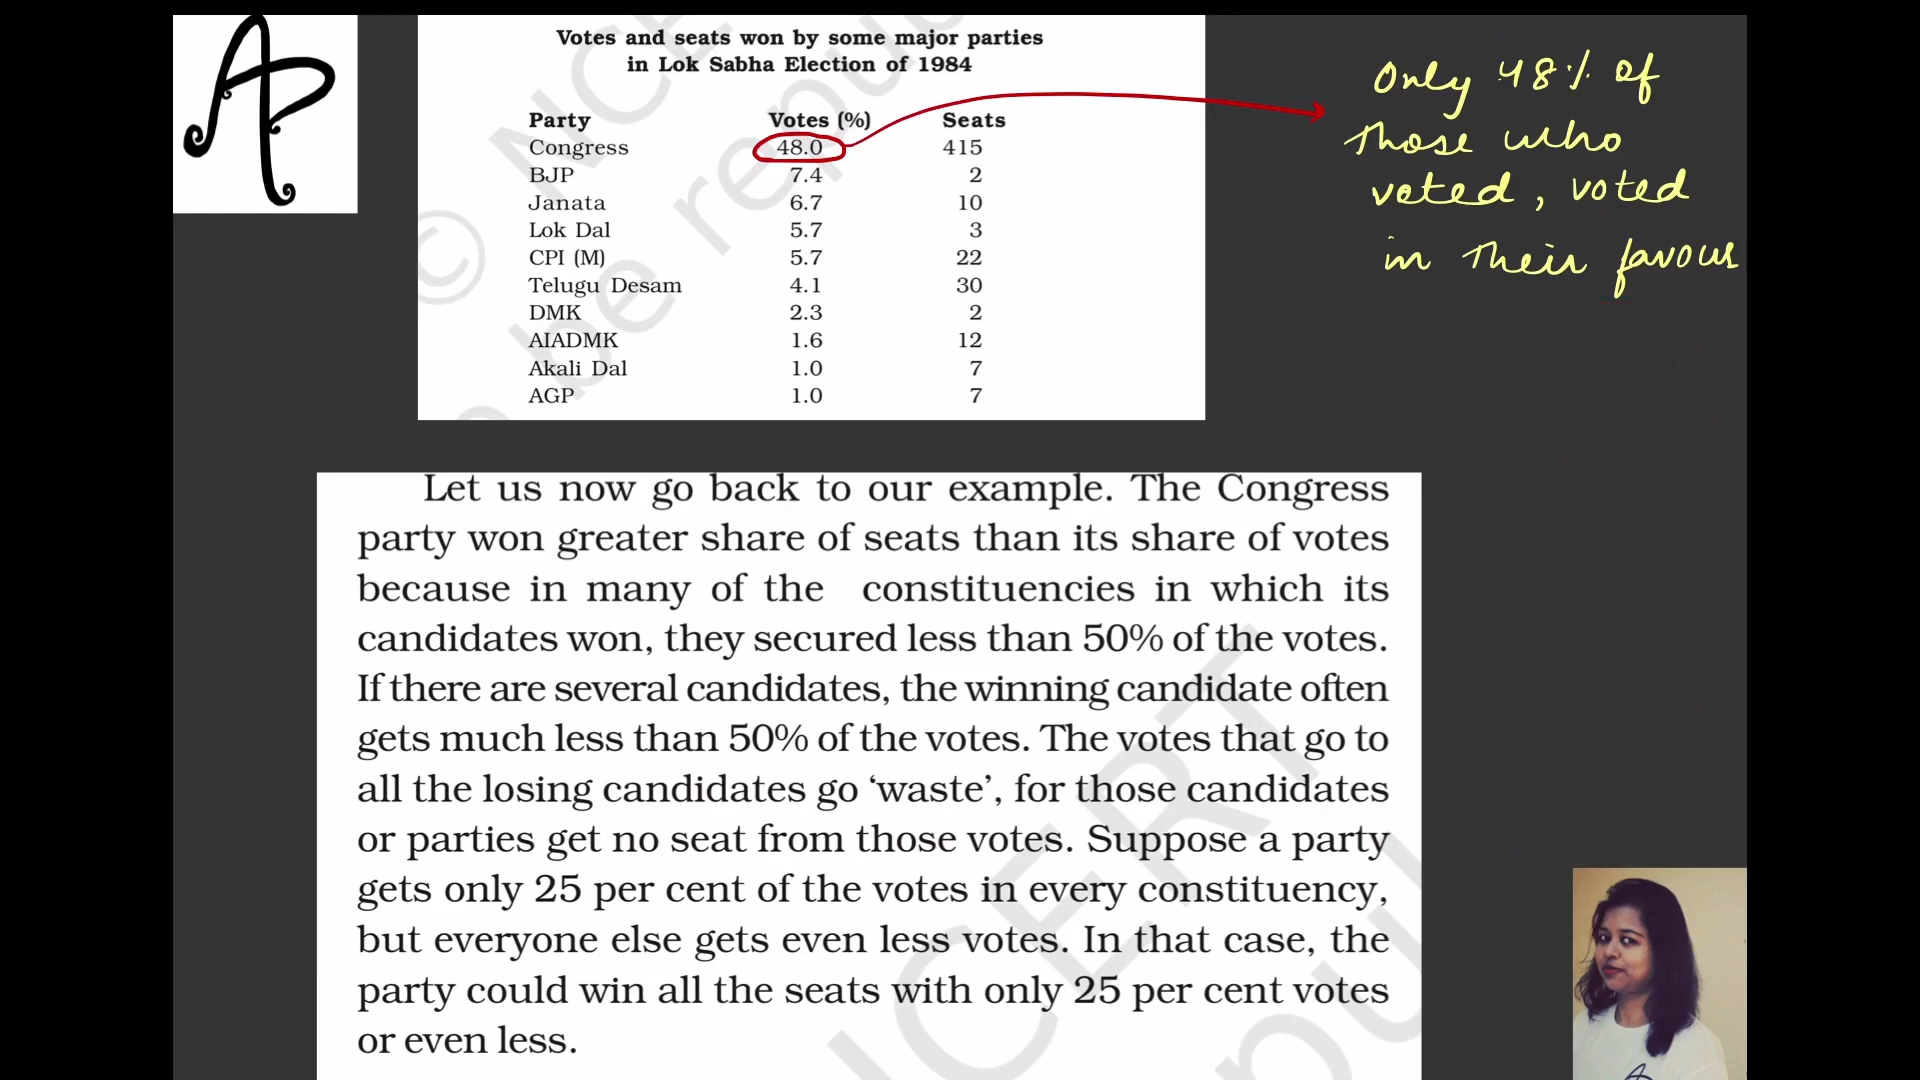 Votes and seats won by some major parties
in Lok Sabha Election of 1984
Party Votes (%) Seats
Congress 48.0 415
BJP 7.4 2
Janata 6.7 10
Lok Dal 5.7 3
CPI (M) 5.7 22
Telugu Desam 4.1 30
DMK 2.3 2
AIADMK 1.6 12
Akali Dal 1.0 7
AGP 1.0 7
Only 48% of
those who
voted, voted
in their favour
Let us now go back to our example. The Congress
party won greater share of seats than its share of votes
because in many of the constituencies in which its
candidates won, they secured less than 50% of the votes.
If there are several candidates, the winning candidate often
gets much less than 50% of the votes. The votes that go to
all the losing candidates go ‘waste’, for those candidates
or parties get no seat from those votes. Suppose a party
gets only 25 per cent of the votes in every constituency,
but everyone else gets even less votes. In that case, the
party could win all the seats with only 25 per cent votes
or even less.